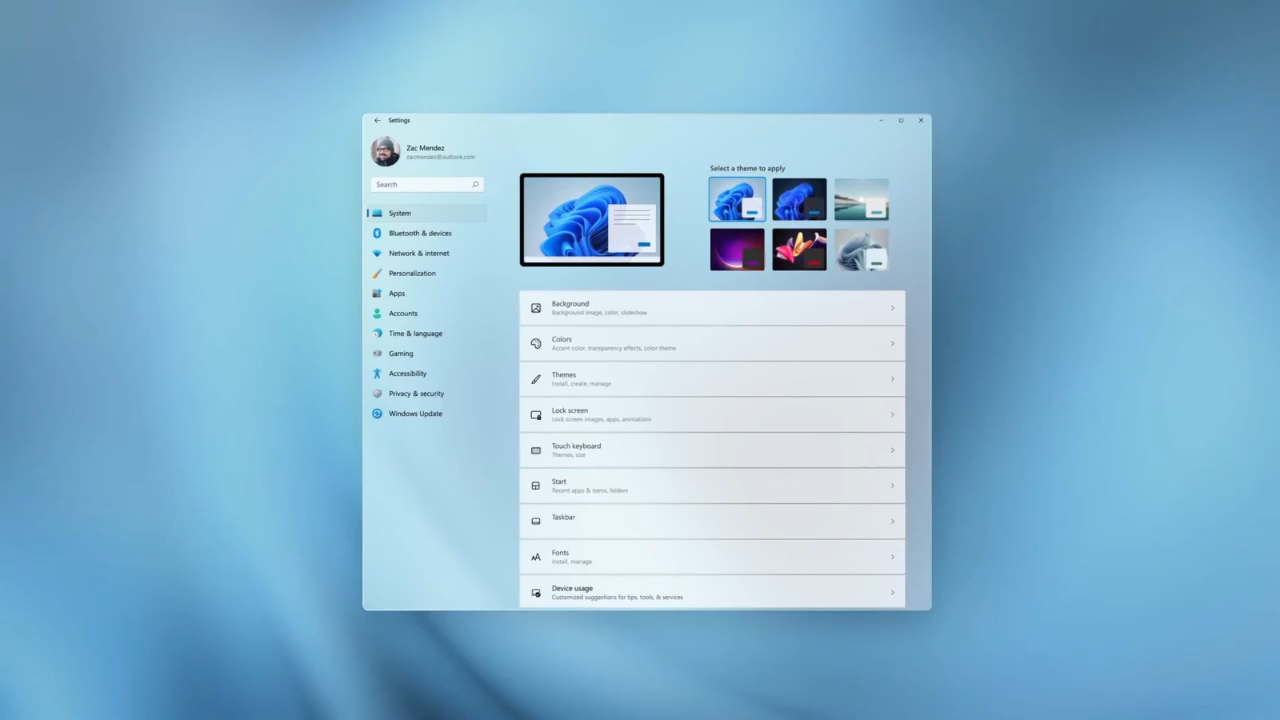 Settings
Zac Mendez
zacmendez@outlook.com
Search
System
Bluetooth & devices
Network & internet
Personalization
Apps
Accounts
Time & language
Gaming
Accessibility
Privacy & security
Windows Update
Select a theme to apply
Background
Background image, color, slideshow
Colors
Accent color, transparency effects, color theme
Themes
Install, create, manage
Lock screen
Lock screen images, apps, animations
Touch keyboard
Themes, size
Start
Recent apps & items, folders
Taskbar
Fonts
Install, manage
Device usage
Customized suggestions for tips, tools, & services